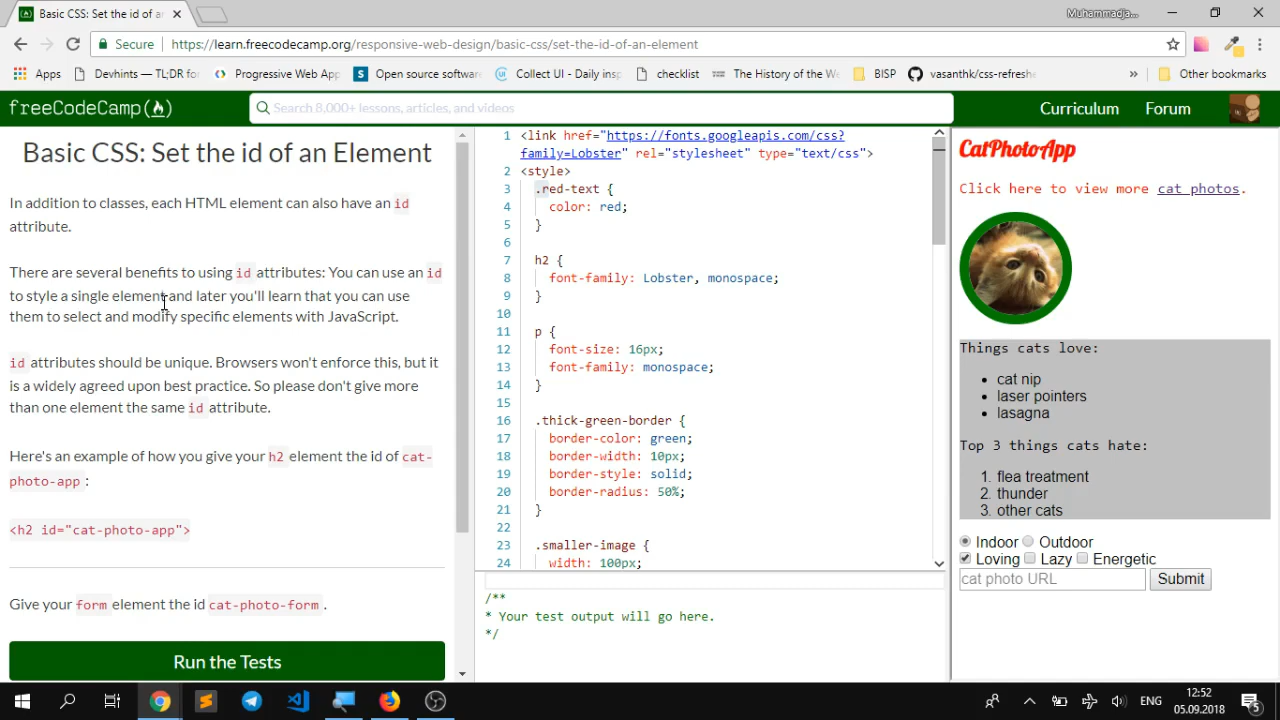 Basic CSS: Set the id of an
Muhammadja...
Secure
https://learn.freecodecamp.org/responsive-web-design/basic-css/set-the-id-of-an-element
Apps
Devhints — TL;DR for
Progressive Web App
Open source software
Collect UI - Daily insp
checklist
The History of the We
BISP
vasanthk/css-refreshe
»
Other bookmarks
freeCodeCamp
Search 8,000+ lessons, articles, and videos
Curriculum
Forum
Basic CSS: Set the id of an Element
In addition to classes, each HTML element can also have an id
attribute.
There are several benefits to using id attributes: You can use an id
to style a single element and later you'll learn that you can use
them to select and modify specific elements with JavaScript.
id attributes should be unique. Browsers won't enforce this, but it
is a widely agreed upon best practice. So please don't give more
than one element the same id attribute.
Here's an example of how you give your h2 element the id of cat-
photo-app :
<h2 id="cat-photo-app">
Give your form element the id cat-photo-form .
Run the Tests
1 <link href="https://fonts.googleapis.com/css?
family=Lobster" rel="stylesheet" type="text/css">
2 <style>
3 .red-text {
4 color: red;
5 }
6
7 h2 {
8 font-family: Lobster, monospace;
9 }
10
11 p {
12 font-size: 16px;
13 font-family: monospace;
14 }
15
16 .thick-green-border {
17 border-color: green;
18 border-width: 10px;
19 border-style: solid;
20 border-radius: 50%;
21 }
22
23 .smaller-image {
24 width: 100px;
/**
* Your test output will go here.
*/
CatPhotoApp
Click here to view more cat photos.
Things cats love:
cat nip
laser pointers
lasagna
Top 3 things cats hate:
1. flea treatment
2. thunder
3. other cats
Indoor Outdoor
Loving Lazy Energetic
cat photo URL Submit
ENG
12:52
05.09.2018
5